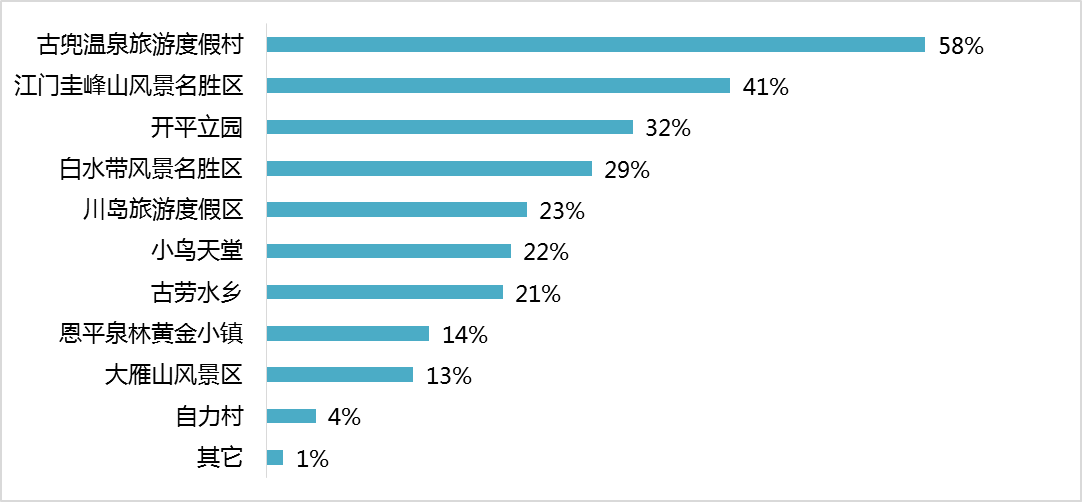 古兜温泉旅游度假村 58%
江门圭峰山风景名胜区 41%
开平立园 32%
白水带风景名胜区 29%
川岛旅游度假区 23%
小鸟天堂 22%
古劳水乡 21%
恩平泉林黄金小镇 14%
大雁山风景区 13%
自力村 4%
其它 1%